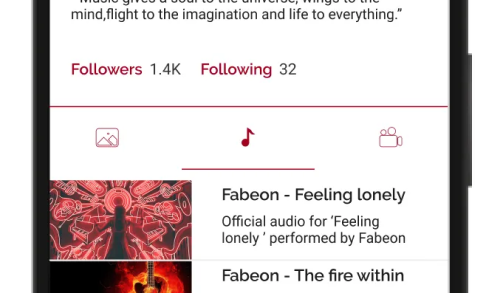 “Music gives a soul to the universe, wings to the
mind,flight to the imagination and life to everything.”
Followers 1.4K Following 32
Fabeon - Feeling lonely
Official audio for ‘Feeling
lonely ’ performed by Fabeon
Fabeon - The fire within